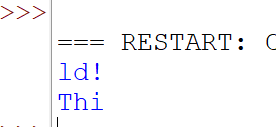 >>>
=== RESTART:
ld!
Thi